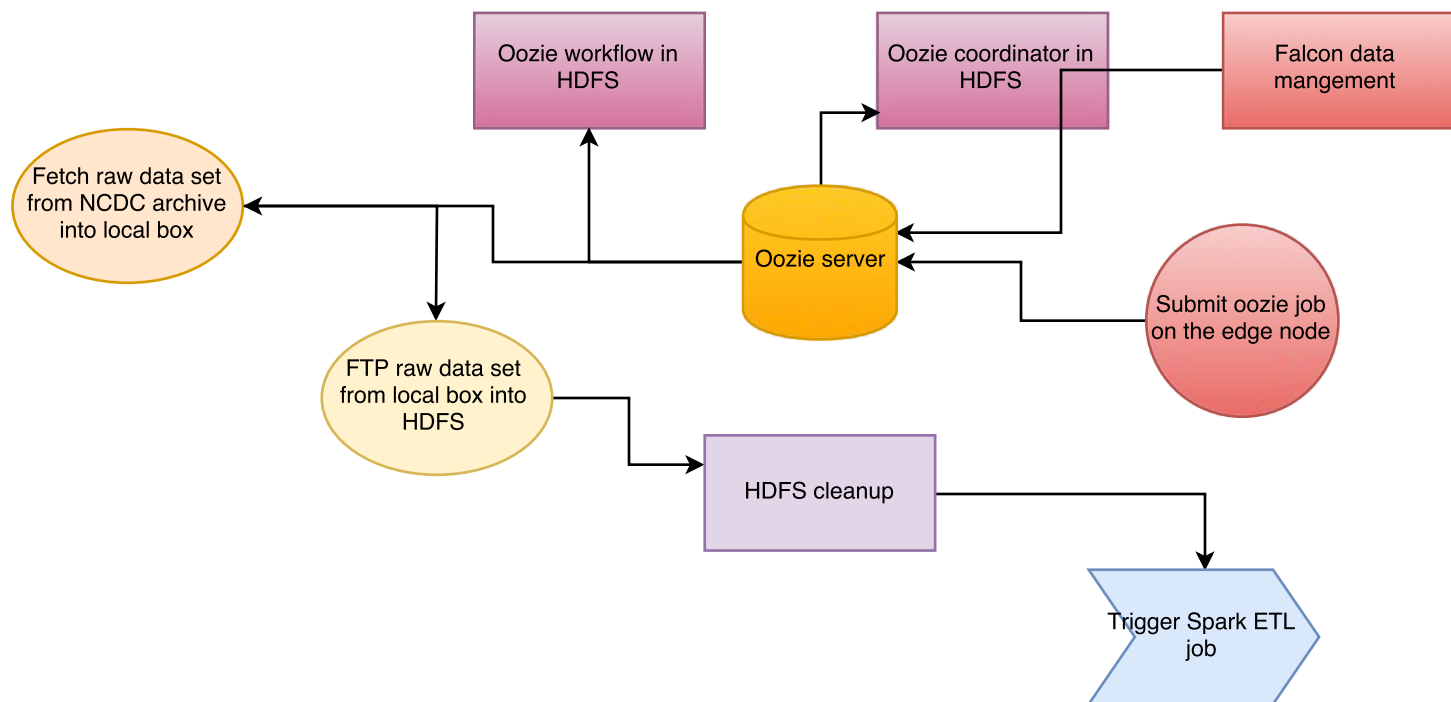 Oozie workflow in
HDFS
Oozie coordinator in
HDFS
Falcon data
mangement
Fetch raw data set
from NCDC archive
into local box
Oozie server
Submit oozie job
on the edge node
FTP raw data set
from local box into
HDFS
HDFS cleanup
Trigger Spark ETL
job